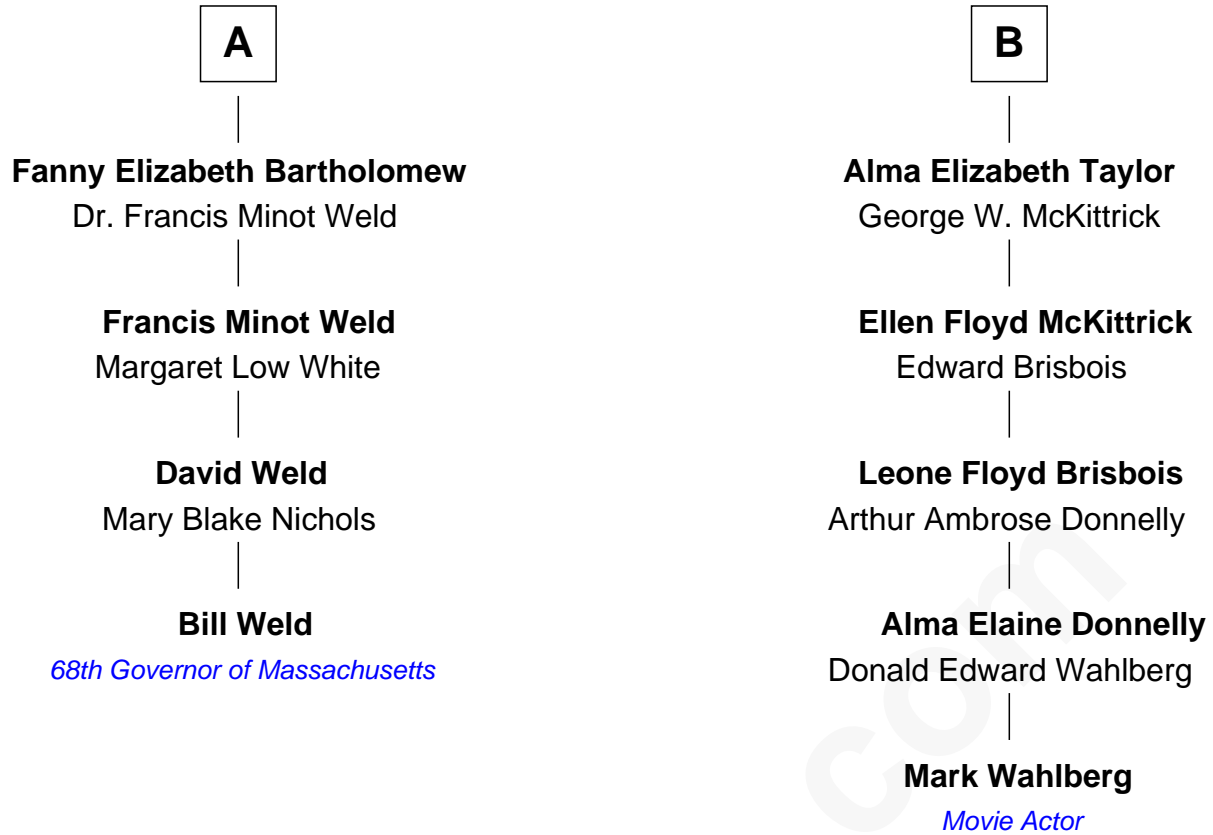 A
Fanny Elizabeth Bartholomew
Dr. Francis Minot Weld
Francis Minot Weld
Margaret Low White
David Weld
Mary Blake Nichols
Bill Weld
68th Governor of Massachusetts
B
Alma Elizabeth Taylor
George W. McKittrick
Ellen Floyd McKittrick
Edward Brisbois
Leone Floyd Brisbois
Arthur Ambrose Donnelly
Alma Elaine Donnelly
Donald Edward Wahlberg
Mark Wahlberg
Movie Actor
com